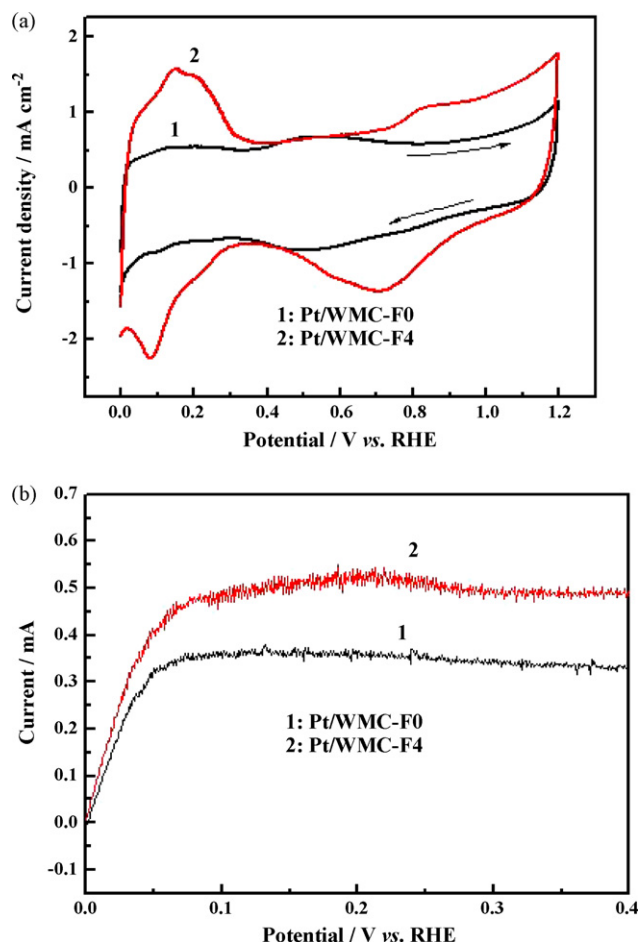 (a)
2
1
0
-1
-2
Current density / mA cm⁻²
2
1
1: Pt/WMC-F0
2: Pt/WMC-F4
0.0 0.2 0.4 0.6 0.8 1.0 1.2
Potential / V vs. RHE
(b)
0.7
0.6
0.5
0.4
0.3
0.2
0.1
0.0
-0.1
Current / mA
2
1
1: Pt/WMC-F0
2: Pt/WMC-F4
0.0 0.1 0.2 0.3 0.4
Potential / V vs. RHE